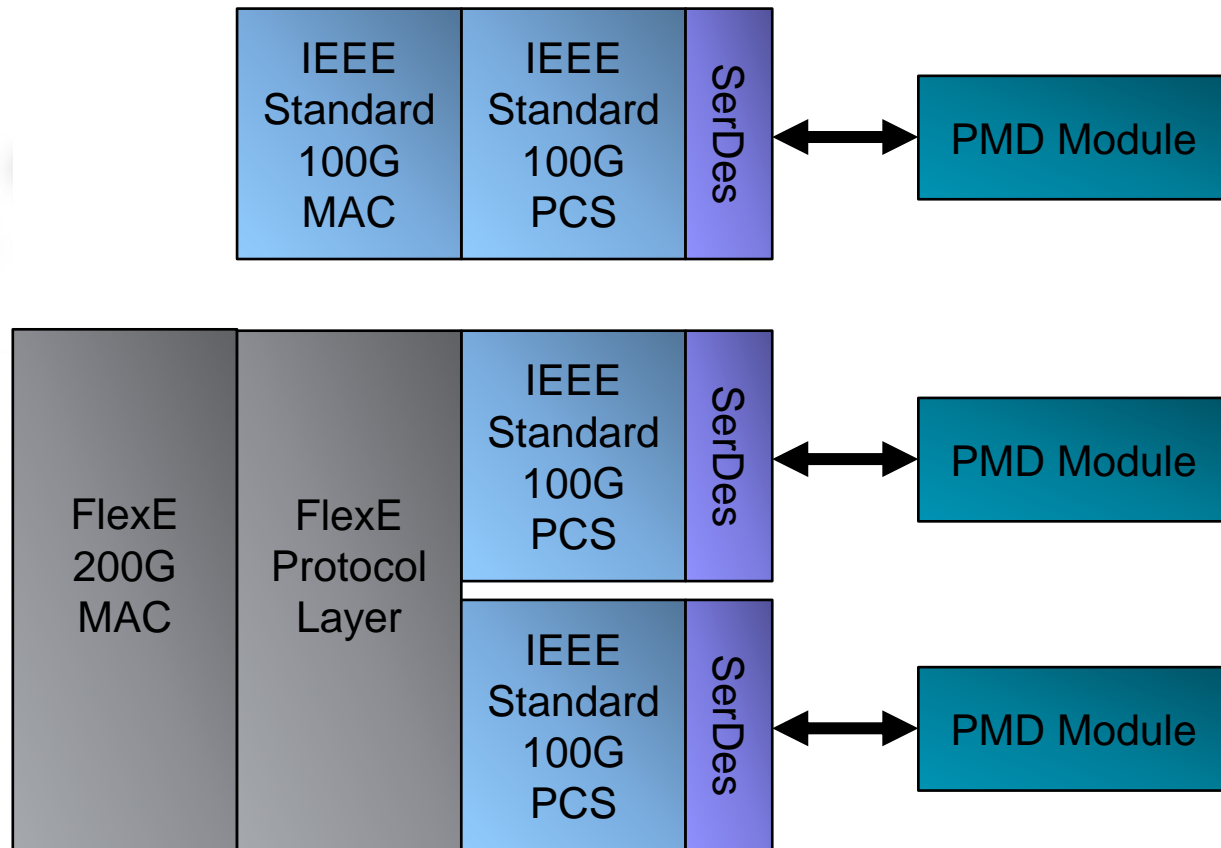 IEEE
Standard
100G
MAC
IEEE
Standard
100G
PCS
SerDes
PMD Module
FlexE
200G
MAC
FlexE
Protocol
Layer
IEEE
Standard
100G
PCS
SerDes
PMD Module
IEEE
Standard
100G
PCS
SerDes
PMD Module